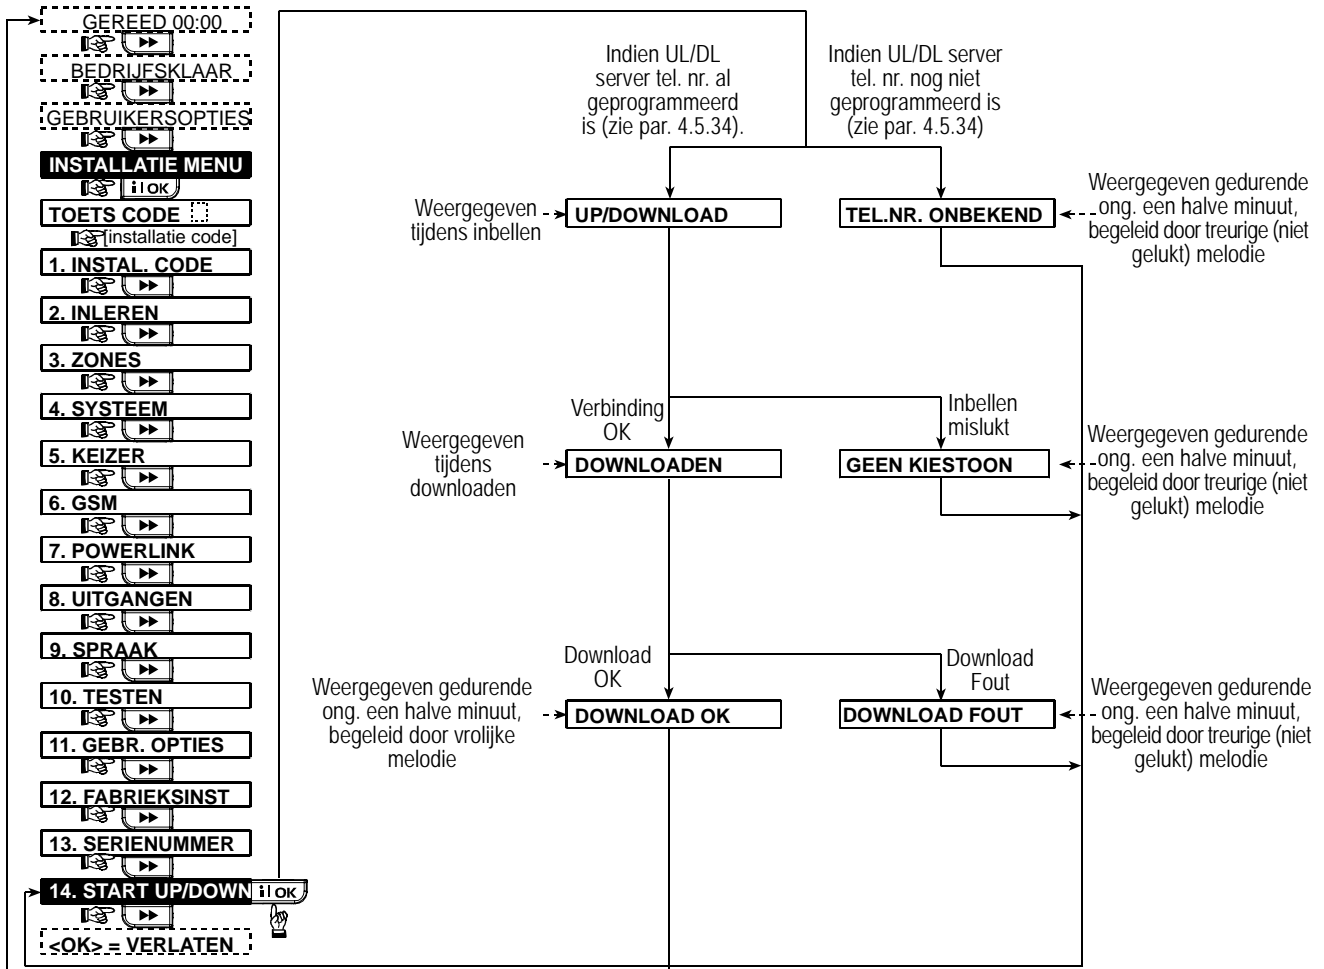 GEREED 00:00
BEDRIJFSKLAAR
GEBRUIKERSOPTIES
INSTALLATIE MENU
i I OK
TOETS CODE
[installatie code]
1. INSTAL. CODE
2. INLEREN
3. ZONES
4. SYSTEEM
5. KEIZER
6. GSM
7. POWERLINK
8. UITGANGEN
9. SPRAAK
10. TESTEN
11. GEBR. OPTIES
12. FABRIEKSINST
13. SERIENUMMER
14. START UP/DOWN
i I OK
<OK> = VERLATEN
Indien UL/DL
server tel. nr. al
geprogrammeerd
is (zie par. 4.5.34).
Indien UL/DL server
tel. nr. nog niet
geprogrammeerd is
(zie par. 4.5.34)
Weergegeven
tijdens inbellen
UP/DOWNLOAD
TEL.NR. ONBEKEND
Weergegeven gedurende
ong. een halve minuut,
begeleid door treurige (niet
gelukt) melodie
Verbinding
OK
Inbellen
mislukt
Weergegeven
tijdens
downloaden
DOWNLOADEN
GEEN KIESTOON
Weergegeven gedurende
ong. een halve minuut,
begeleid door treurige (niet
gelukt) melodie
Download
OK
Download
Fout
Weergegeven gedurende
ong. een halve minuut,
begeleid door vrolijke
melodie
DOWNLOAD OK
DOWNLOAD FOUT
Weergegeven gedurende
ong. een halve minuut,
begeleid door treurige (niet
gelukt) melodie